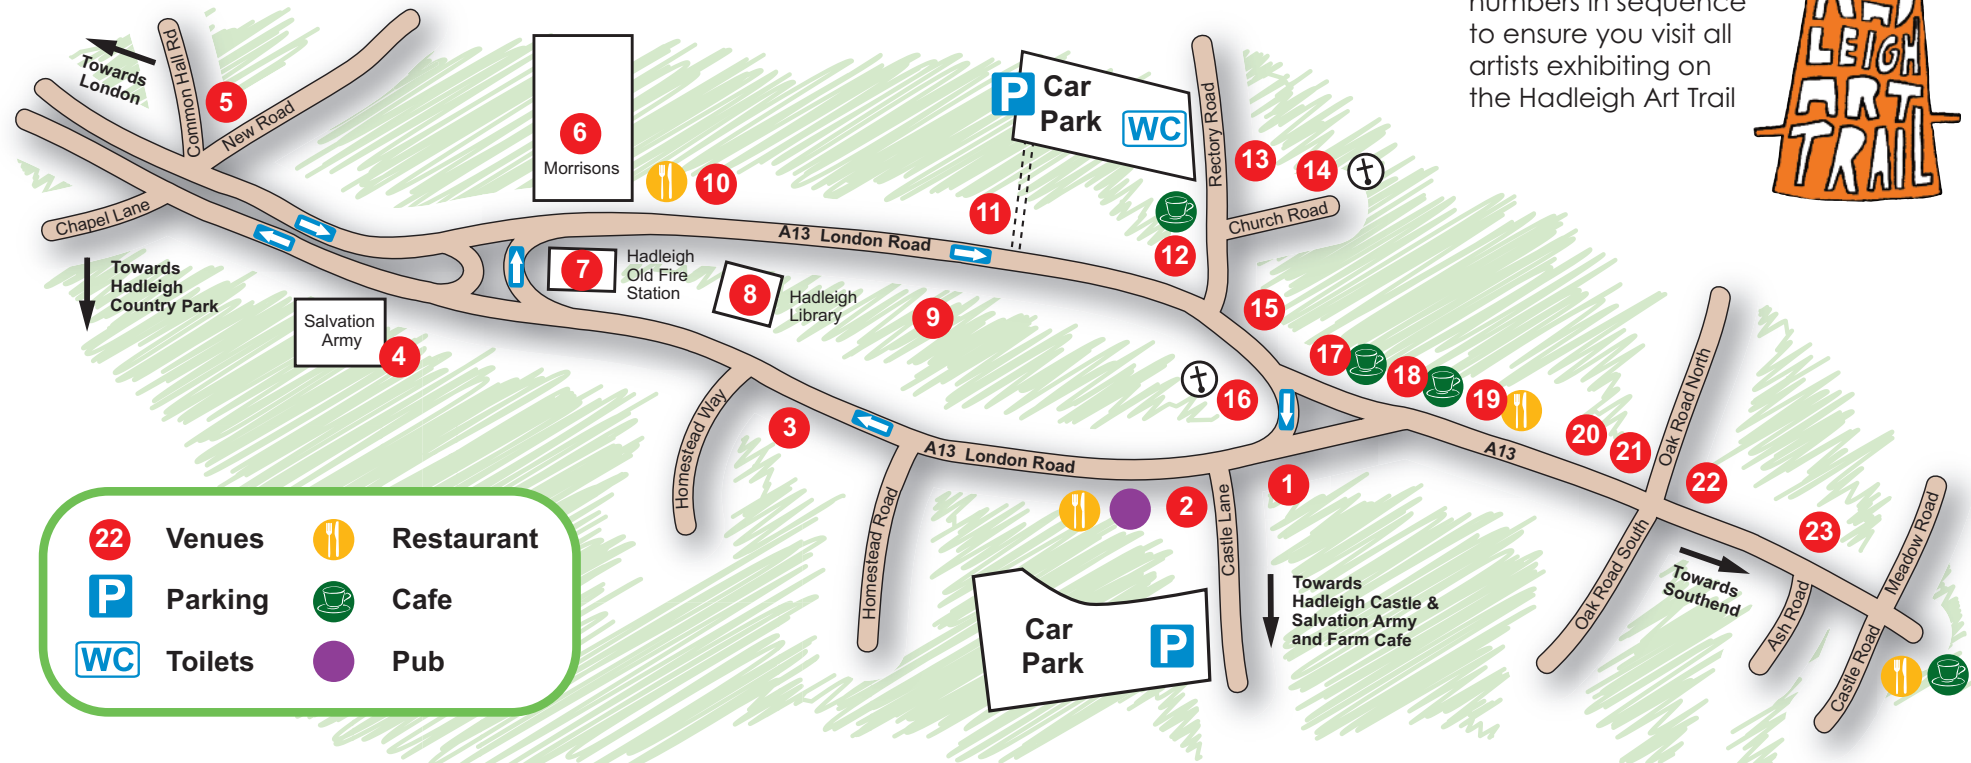 numbers in sequence
to ensure you visit all
artists exhibiting on
the Hadleigh Art Trail
LEIGH
ART
TRAIL
Towards
London
Common Hall Rd
5
New Road
Chapel Lane
Towards
Hadleigh
Country Park
6
Morrisons
10
11
P
Car
Park
WC
Rectory Road
13
14
Church Road
12
A13 London Road
7
Hadleigh
Old Fire
Station
8
Hadleigh
Library
9
15
Salvation
Army
4
16
17
18
19
20
21
22
23
A13
Oak Road North
Oak Road South
Towards
Southend
Ash Road
Meadow Road
Castle Road
Homestead Way
3
A13 London Road
Homestead Road
2
1
Castle Lane
Towards
Hadleigh Castle &
Salvation Army
and Farm Cafe
Car
Park
P
22 Venues
Restaurant
P Parking
Cafe
WC Toilets
Pub